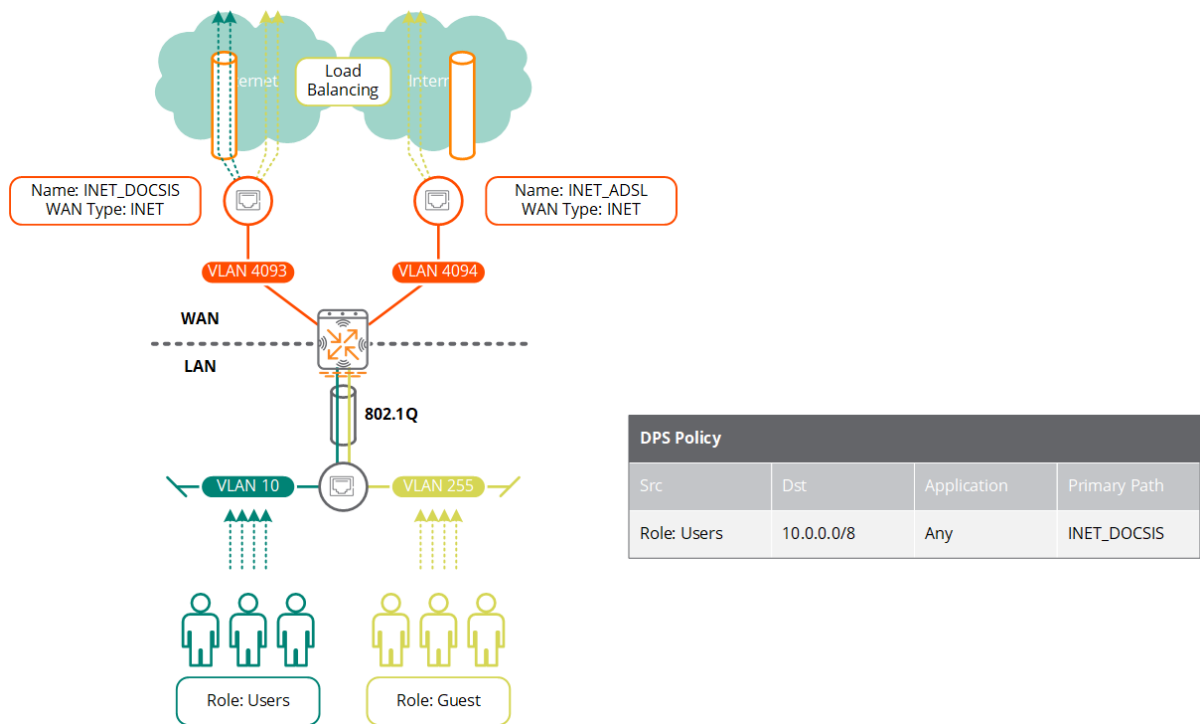 ernet
Load
Balancing
Intern
Name: INET_DOCSIS
WAN Type: INET
Name: INET_ADSL
WAN Type: INET
VLAN 4093
VLAN 4094
WAN
LAN
802.1Q
VLAN 10
VLAN 255
Role: Users
Role: Guest
DPS Policy
Src Dst Application Primary Path
Role: Users 10.0.0.0/8 Any INET_DOCSIS